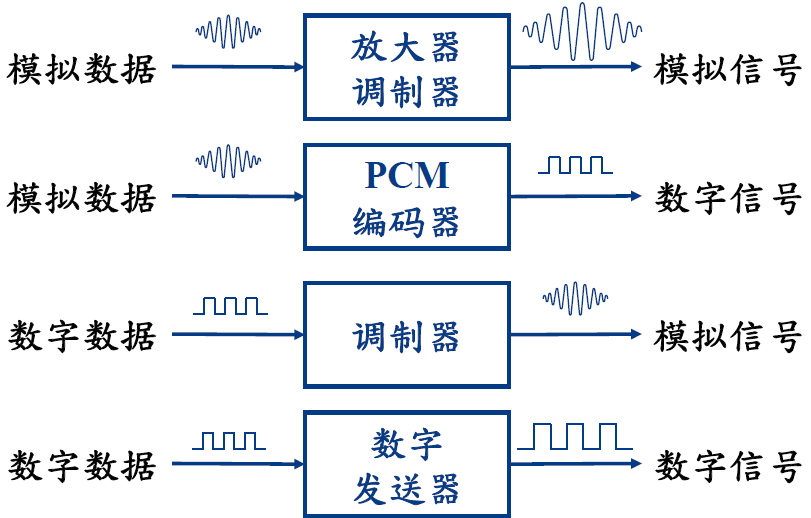 模拟数据
放大器
调制器
模拟信号
模拟数据
PCM
编码器
数字信号
数字数据
调制器
模拟信号
数字数据
数字
发送器
数字信号